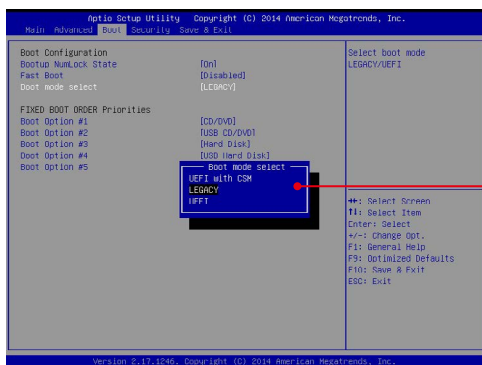 Aptio Setup Utility Copyright (C) 2014 American Megatrends, Inc.
Main Advanced Boot Security Save & Exit
Boot Configuration
Bootup NumLock State [On]
Fast Boot [Disabled]
Boot mode select [LEGACY]
FIXED BOOT ORDER Priorities
Boot Option #1 [CD/DVD]
Boot Option #2 [USB CD/DVD]
Boot Option #3 [Hard Disk]
Boot Option #4 [USB Hard Disk]
Boot Option #5
Boot mode select
UEFI with CSM
LEGACY
UEFI
Select boot mode
LEGACY/UEFI
→←: Select Screen
↑↓: Select Item
Enter: Select
+/-: Change Opt.
F1: General Help
F9: Optimized Defaults
F10: Save & Exit
ESC: Exit
Version 2.17.1246. Copyright (C) 2014 American Megatrends, Inc.